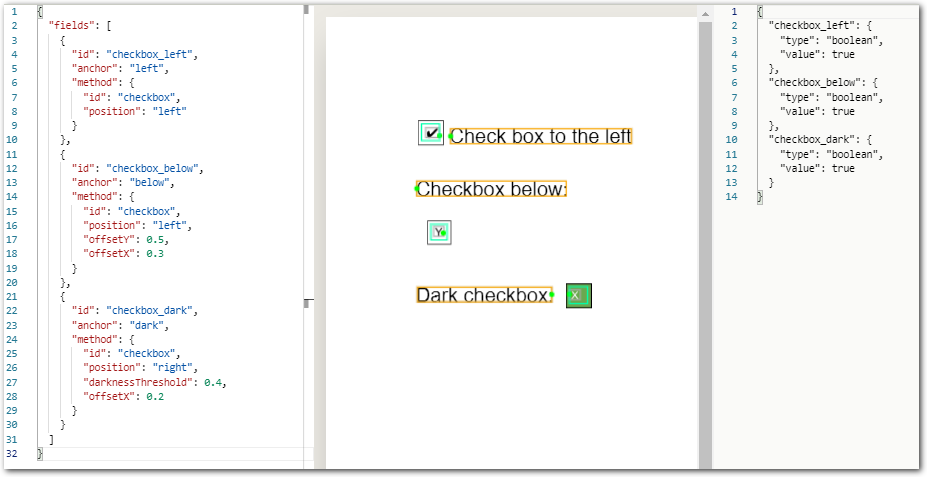 1 {
2 "fields": [
3 {
4 "id": "checkbox_left",
5 "anchor": "left",
6 "method": {
7 "id": "checkbox",
8 "position": "left"
9 }
10 },
11 {
12 "id": "checkbox_below",
13 "anchor": "below",
14 "method": {
15 "id": "checkbox",
16 "position": "left",
17 "offsetY": 0.5,
18 "offsetX": 0.3
19 }
20 },
21 {
22 "id": "checkbox_dark",
23 "anchor": "dark",
24 "method": {
25 "id": "checkbox",
26 "position": "right",
27 "darknessThreshold": 0.4,
28 "offsetX": 0.2
29 }
30 }
31 ]
32 }
✔ Check box to the left
Checkbox below:
Y
Dark checkbox: X
1 {
2 "checkbox_left": {
3 "type": "boolean",
4 "value": true
5 },
6 "checkbox_below": {
7 "type": "boolean",
8 "value": true
9 },
10 "checkbox_dark": {
11 "type": "boolean",
12 "value": true
13 }
14 }